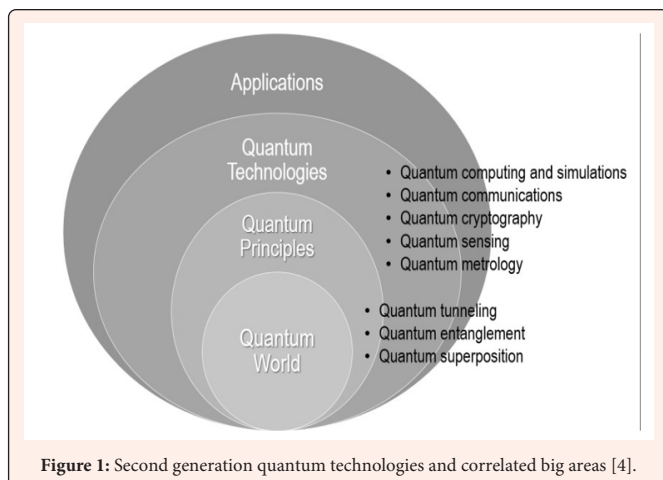 Applications
Quantum
Technologies
• Quantum computing and simulations
• Quantum communications
• Quantum cryptography
• Quantum sensing
• Quantum metrology
Quantum
Principles
• Quantum tunneling
• Quantum entanglement
• Quantum superposition
Quantum
World
Figure 1: Second generation quantum technologies and correlated big areas [4].